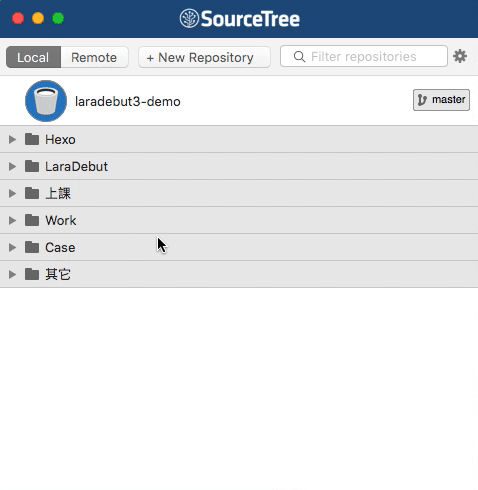 SourceTree
Local Remote + New Repository Filter repositories
laradebut3-demo master
Hexo
LaraDebut
上課
Work
Case
其它